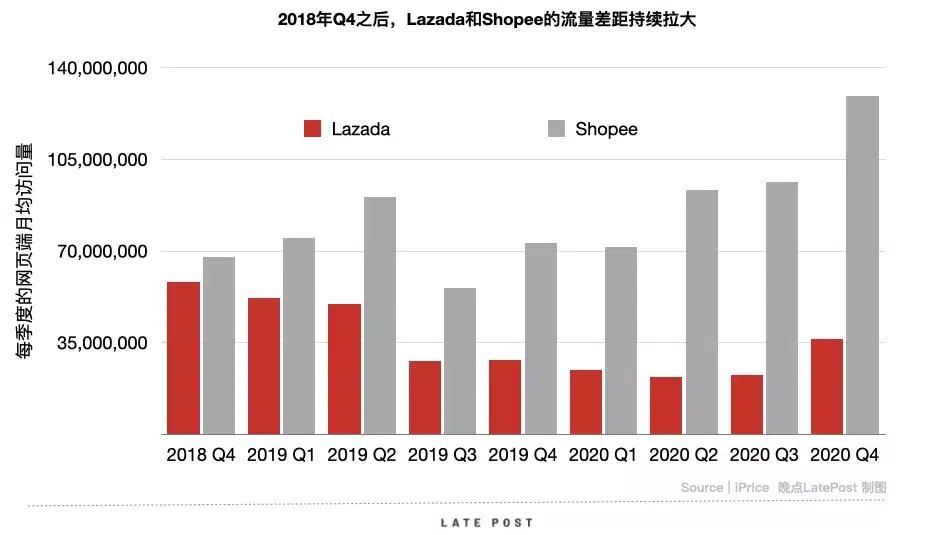 2018年Q4之后，Lazada和Shopee的流量差距持续拉大
140,000,000
Lazada
Shopee
105,000,000
每季度的网页端月均访问量
70,000,000
35,000,000
2018 Q4
2019 Q1
2019 Q2
2019 Q3
2019 Q4
2020 Q1
2020 Q2
2020 Q3
2020 Q4
Source | iPrice 晚点LatePost 制图
LATE POST